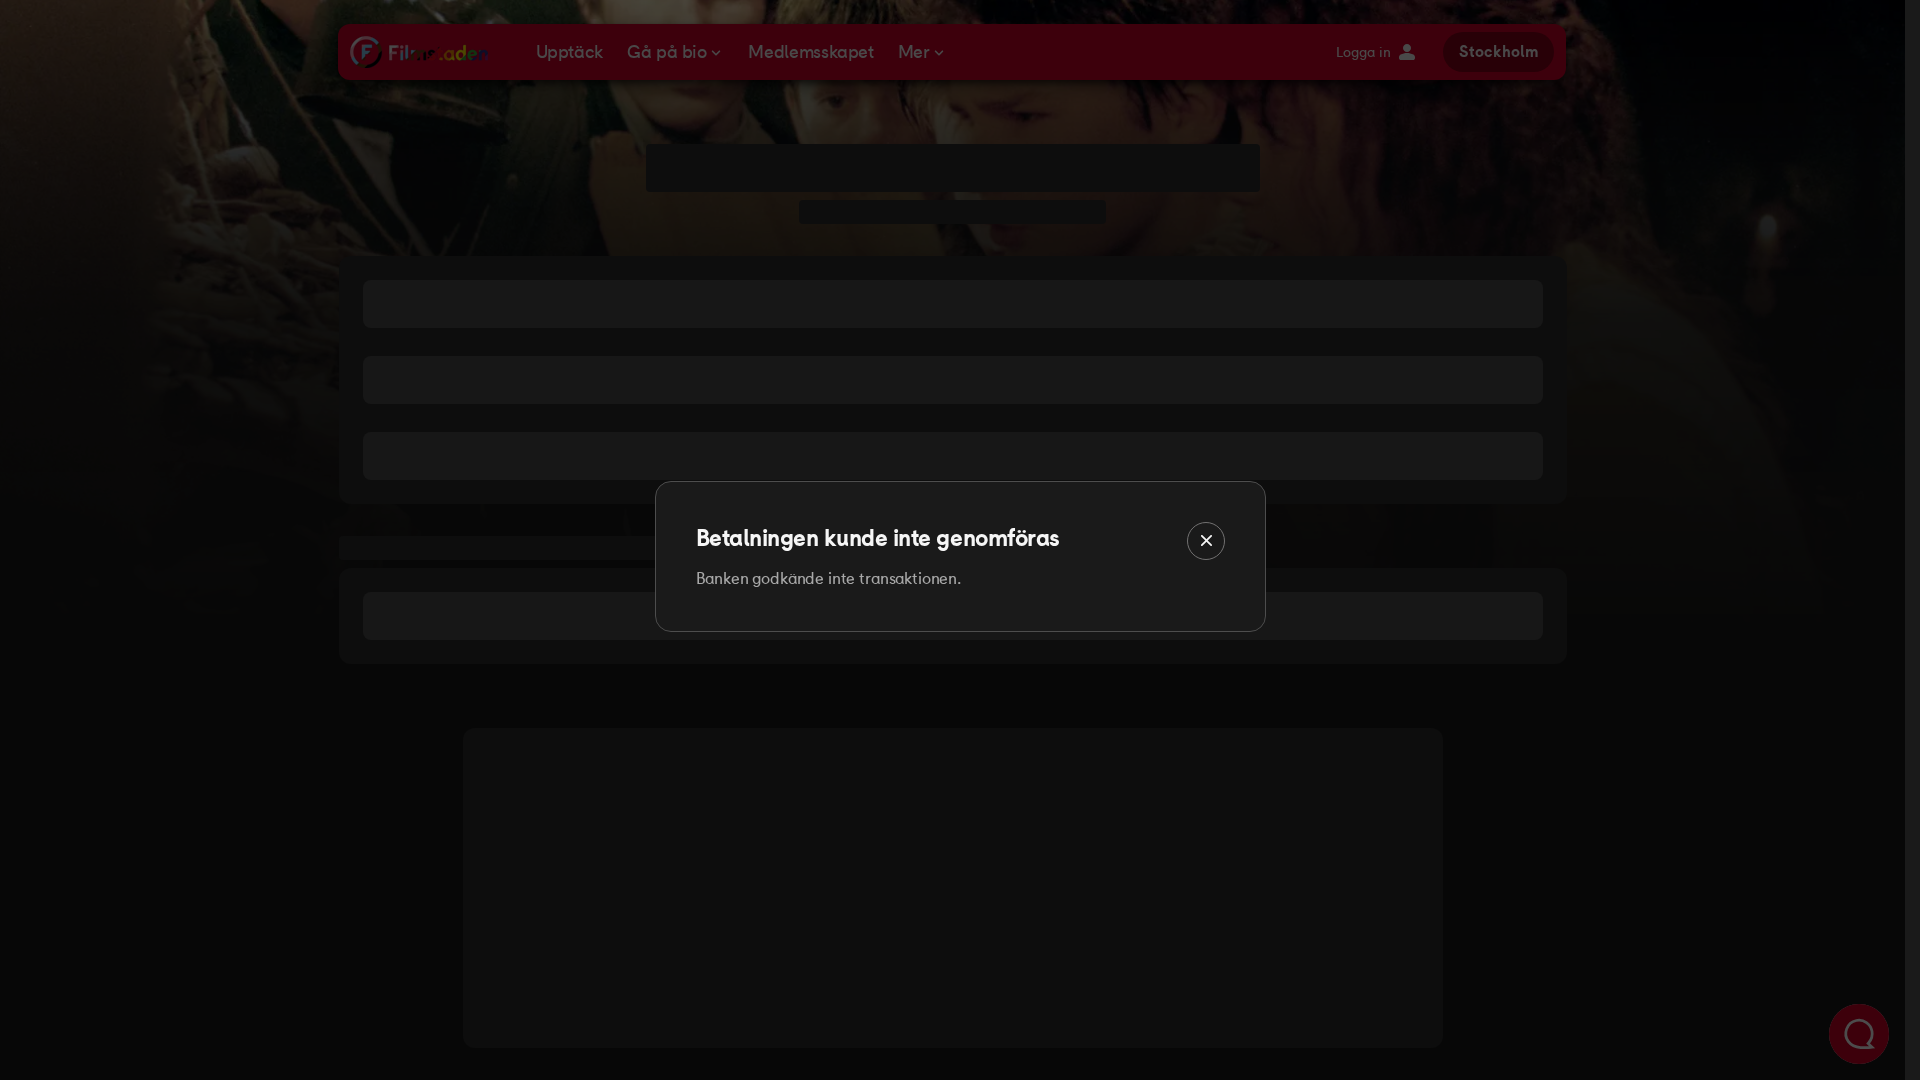 Filmstaden
Upptäck
Gå på bio
Medlemsskapet
Mer
Logga in
Stockholm
Betalningen kunde inte genomföras
Banken godkände inte transaktionen.